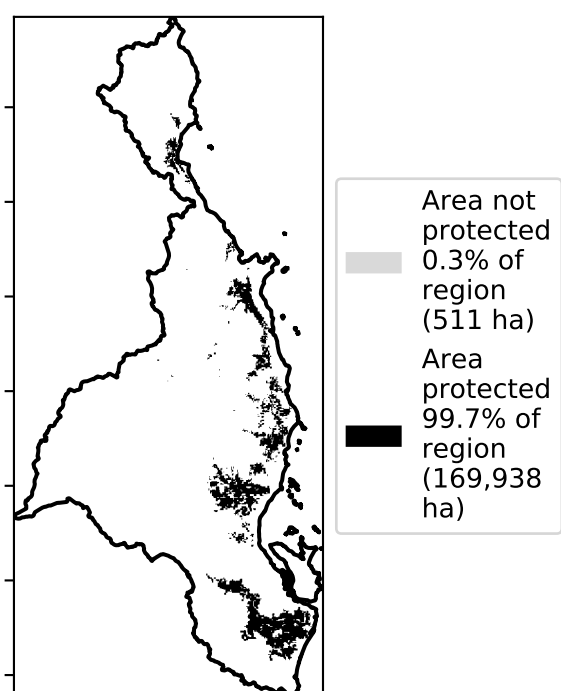 Area not
protected
0.3% of
region
(511 ha)
Area
protected
99.7% of
region
(169,938
ha)